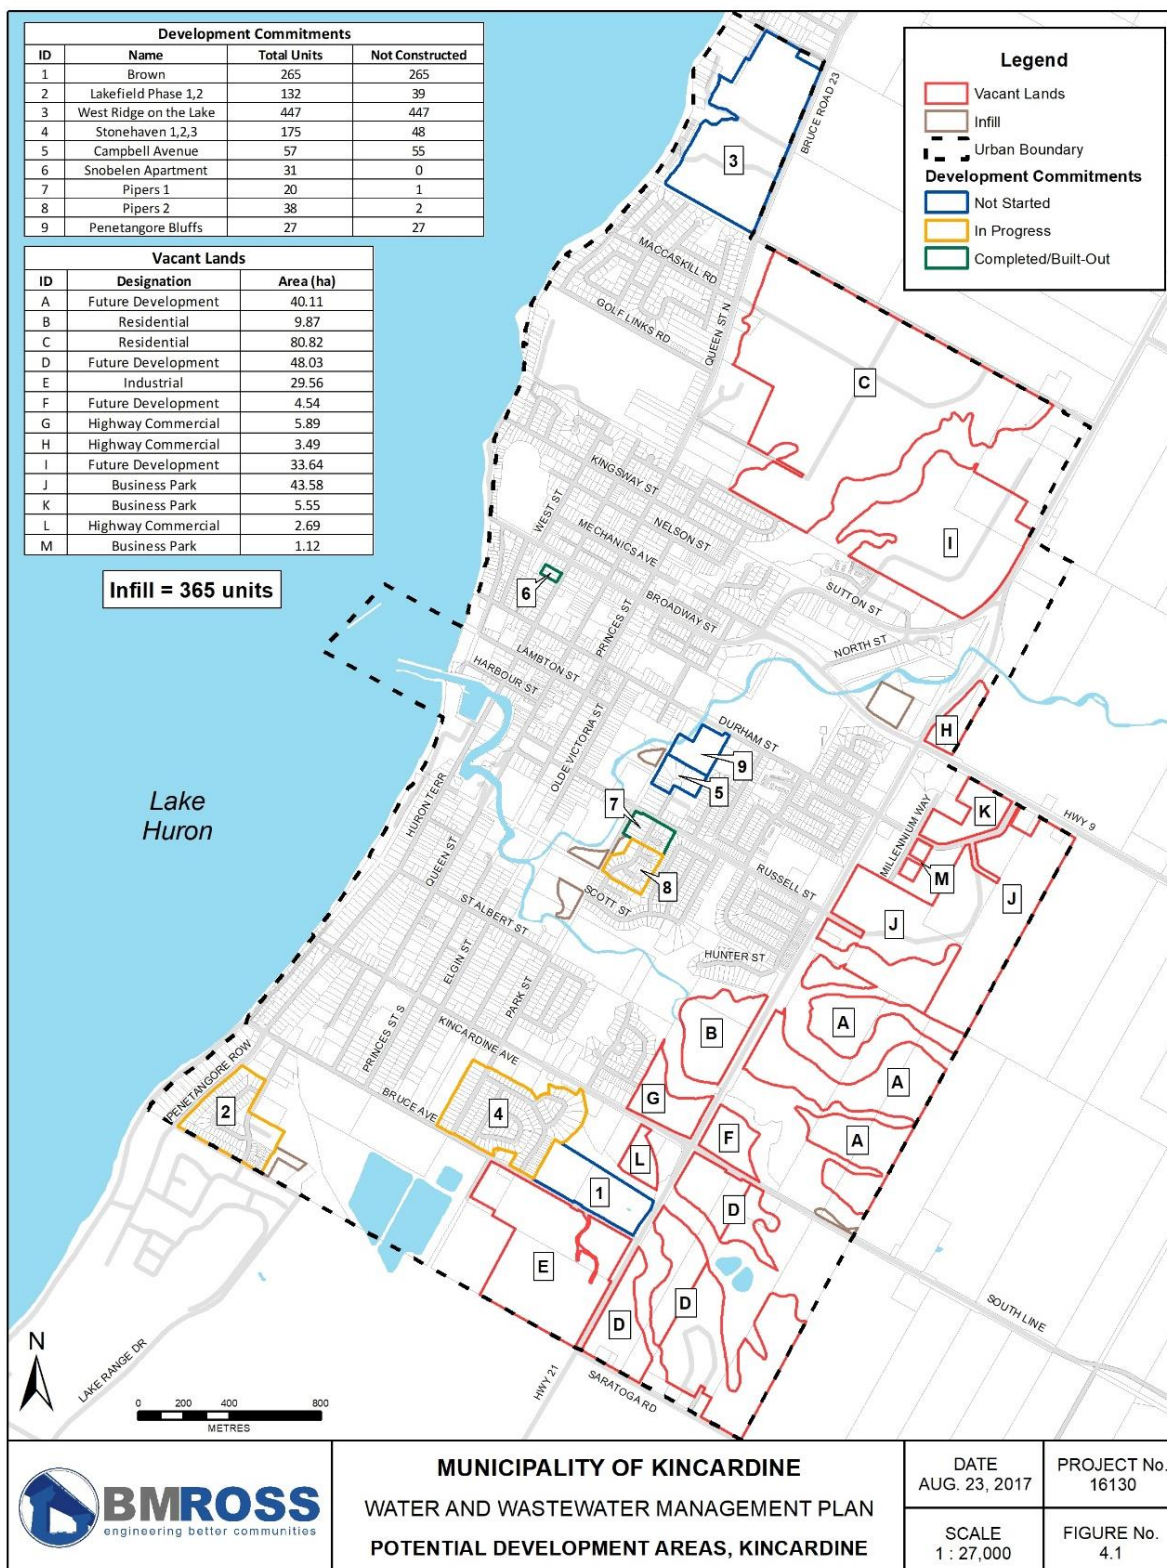 Development Commitments
ID Name Total Units Not Constructed
1 Brown 265 265
2 Lakefield Phase 1,2 132 39
3 West Ridge on the Lake 447 447
4 Stonehaven 1,2,3 175 48
5 Campbell Avenue 57 55
6 Snobelen Apartment 31 0
7 Pipers 1 20 1
8 Pipers 2 38 2
9 Penetangore Bluffs 27 27
Vacant Lands
ID Designation Area (ha)
A Future Development 40.11
B Residential 9.87
C Residential 80.82
D Future Development 48.03
E Industrial 29.56
F Future Development 4.54
G Highway Commercial 5.89
H Highway Commercial 3.49
I Future Development 33.64
J Business Park 43.58
K Business Park 5.55
L Highway Commercial 2.69
M Business Park 1.12
Infill = 365 units
Legend
Vacant Lands
Infill
Urban Boundary
Development Commitments
Not Started
In Progress
Completed/Built-Out
BRUCE ROAD 23
3
MACCASKILL RD
GOLF LINKS RD
QUEEN ST N
C
KINGSWAY ST
WEST ST
NELSON ST
MECHANICS AVE
I
6
BROADWAY ST
SUTTON ST
PRINCES ST
NORTH ST
LAMBTON ST
HARBOUR ST
OLDE VICTORIA ST
DURHAM ST
H
9
5
Lake
Huron
HURON TERR
7
K
HWY 9
MILLENNIUM WAY
QUEEN ST
8
RUSSELL ST
M
J
J
SCOTT ST
ST ALBERT ST
HUNTER ST
ELGIN ST
PARK ST
B
A
PRINCES ST S
KINCARDINE AVE
PENETANGORE ROW
BRUCE AVE
A
G
2
4
F
A
L
1
D
E
D
D
SOUTH LINE
N
LAKE RANGE DR
HWY 21
SARATOGA RD
0 200 400 800
METRES
BMROSS
engineering better communities
MUNICIPALITY OF KINCARDINE
WATER AND WASTEWATER MANAGEMENT PLAN
POTENTIAL DEVELOPMENT AREAS, KINCARDINE
DATE
AUG. 23, 2017
PROJECT No.
16130
SCALE
1 : 27,000
FIGURE No.
4.1